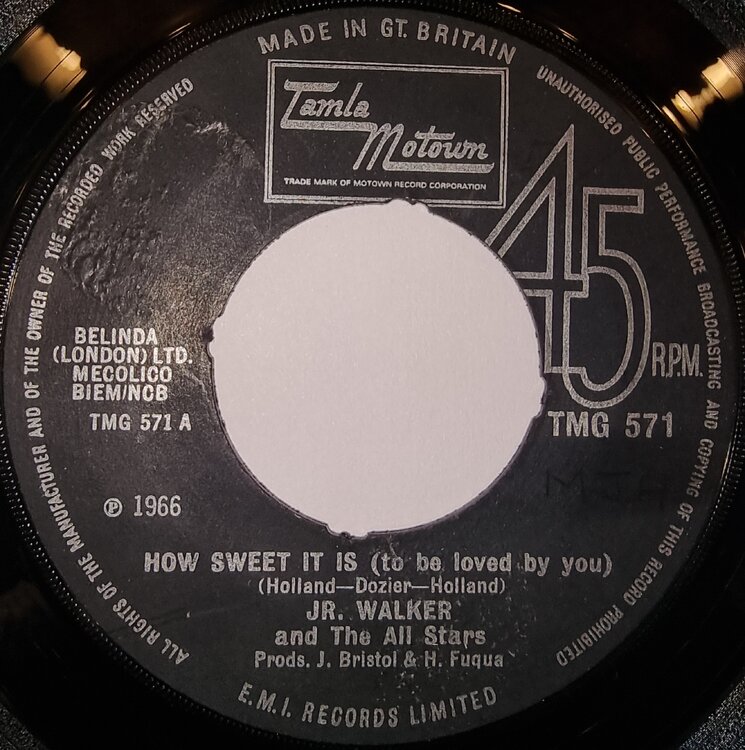 MADE IN GT. BRITAIN
UNAUTHORISED PUBLIC PERFORMANCE BROADCASTING AND COPYING OF THIS RECORD PROHIBITED
ALL RIGHTS OF THE MANUFACTURER AND OF THE OWNER OF THE RECORDED WORK RESERVED
Tamla
Motown
TRADE MARK OF MOTOWN RECORD CORPORATION
45
R.P.M.
BELINDA
(LONDON) LTD.
MECOLICO
BIEM/NCB
TMG 571 A
TMG 571
℗ 1966
HOW SWEET IT IS (to be loved by you)
(Holland—Dozier—Holland)
JR. WALKER
and The All Stars
Prods. J. Bristol & H. Fuqua
E.M.I. RECORDS LIMITED